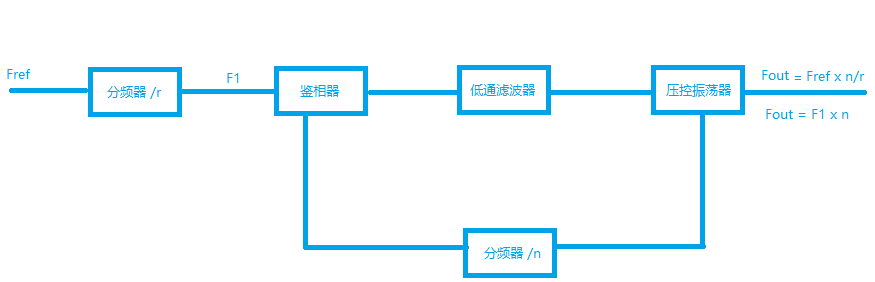 Fref
分频器 /r
F1
鉴相器
低通滤波器
压控振荡器
Fout = Fref x n/r
Fout = F1 x n
分频器 /n